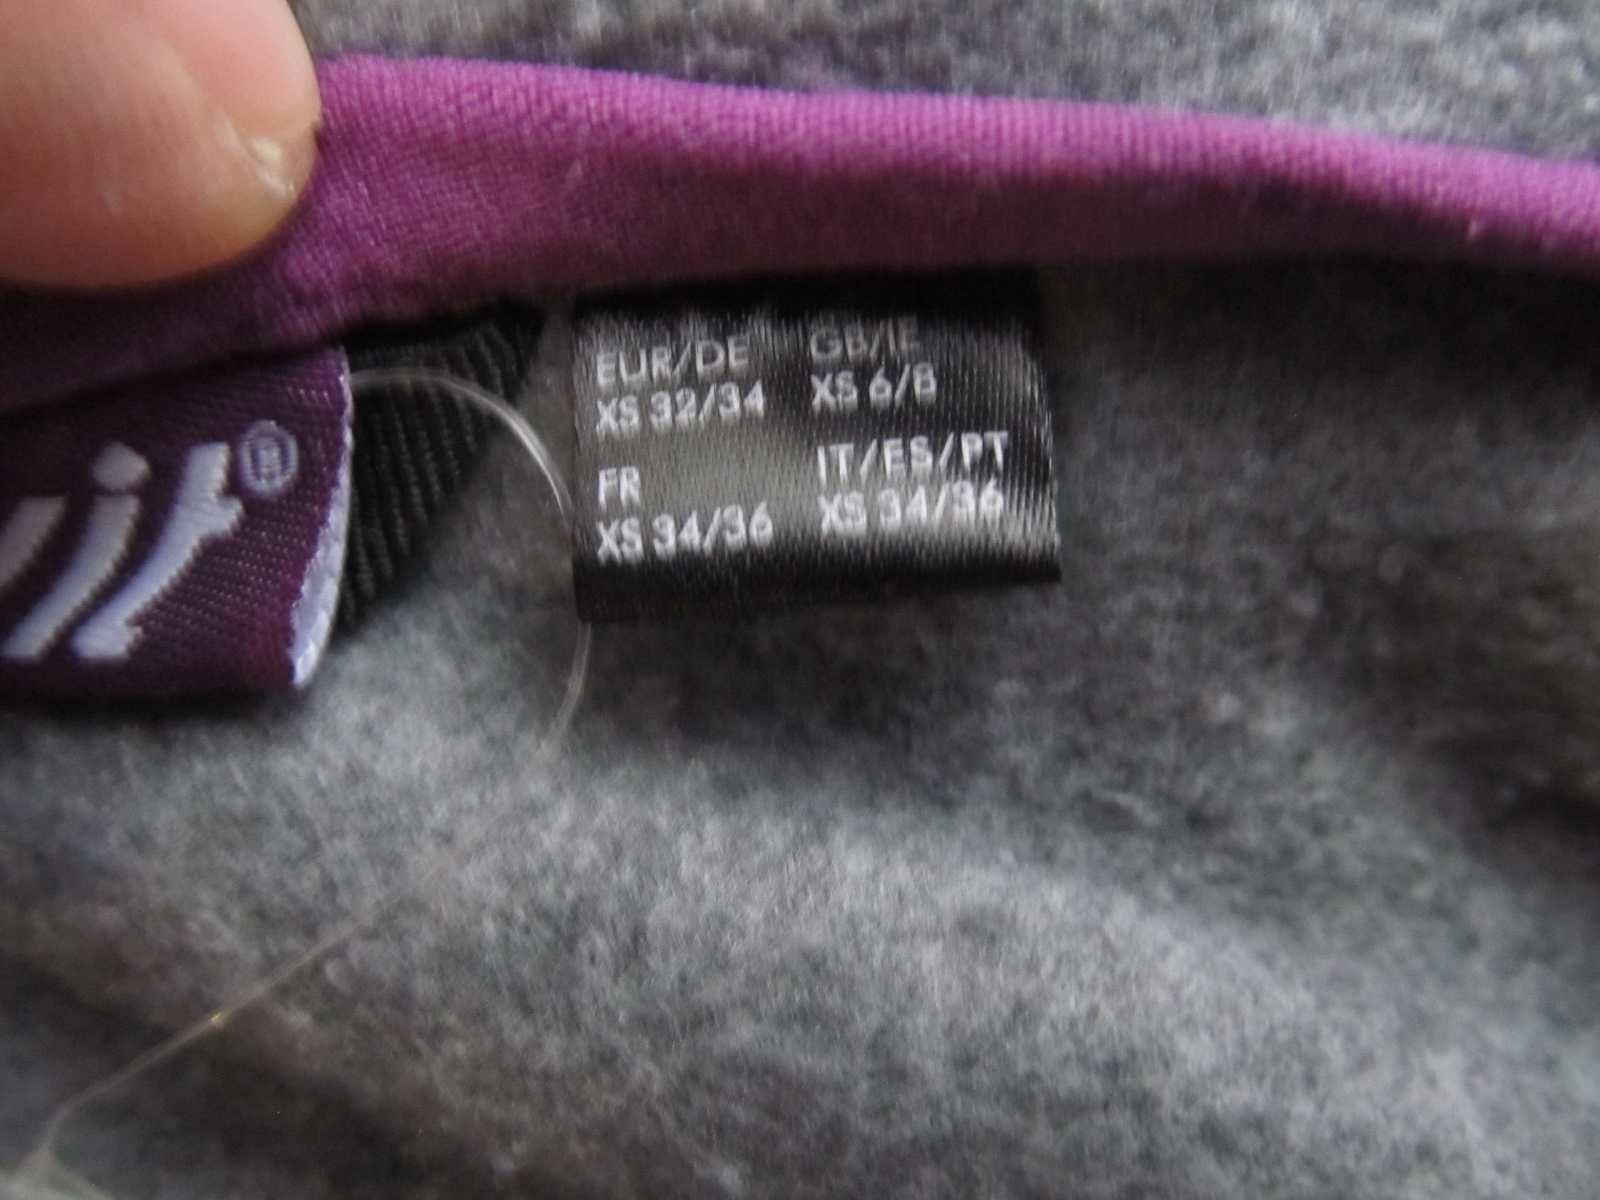 EUR/DE
XS 32/34
GB/IE
XS 6/8
FR
XS 34/36
IT/ES/PT
XS 34/36